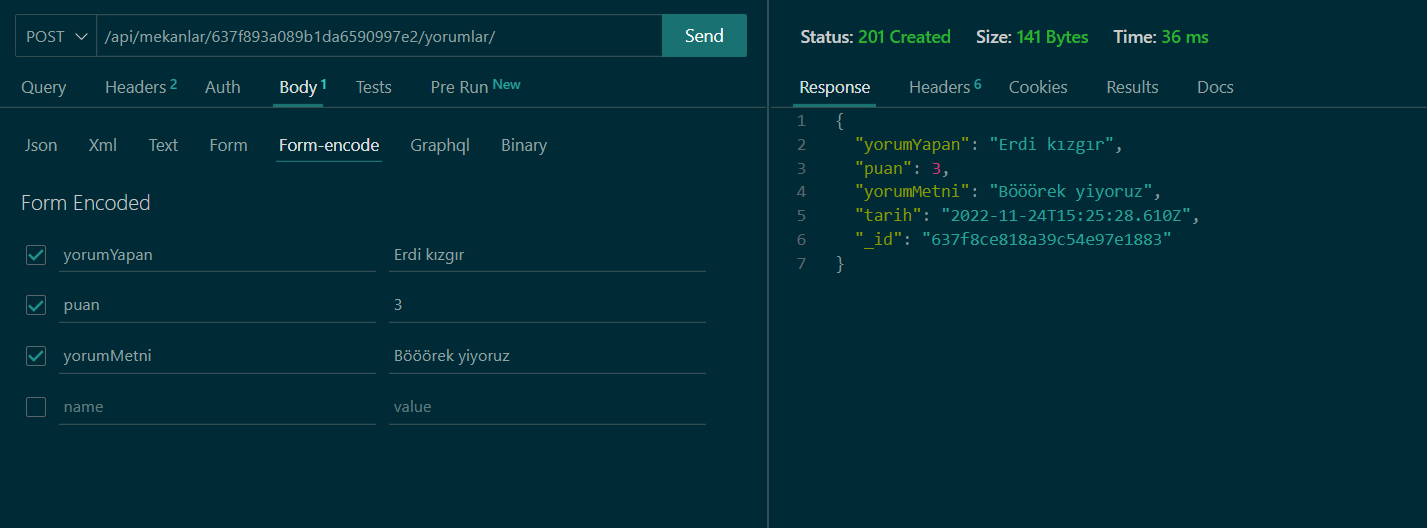 POST /api/mekanlar/637f893a089b1da6590997e2/yorumlar/ Send
Query Headers 2 Auth Body 1 Tests Pre Run New
Json Xml Text Form Form-encode Graphql Binary
Form Encoded
yorumYapan Erdi kızgır
puan 3
yorumMetni Bööörek yiyoruz
name value
Status: 201 Created Size: 141 Bytes Time: 36 ms
Response Headers 6 Cookies Results Docs
1 {
2 "yorumYapan": "Erdi kızgır",
3 "puan": 3,
4 "yorumMetni": "Bööörek yiyoruz",
5 "tarih": "2022-11-24T15:25:28.610Z",
6 "_id": "637f8ce818a39c54e97e1883"
7 }